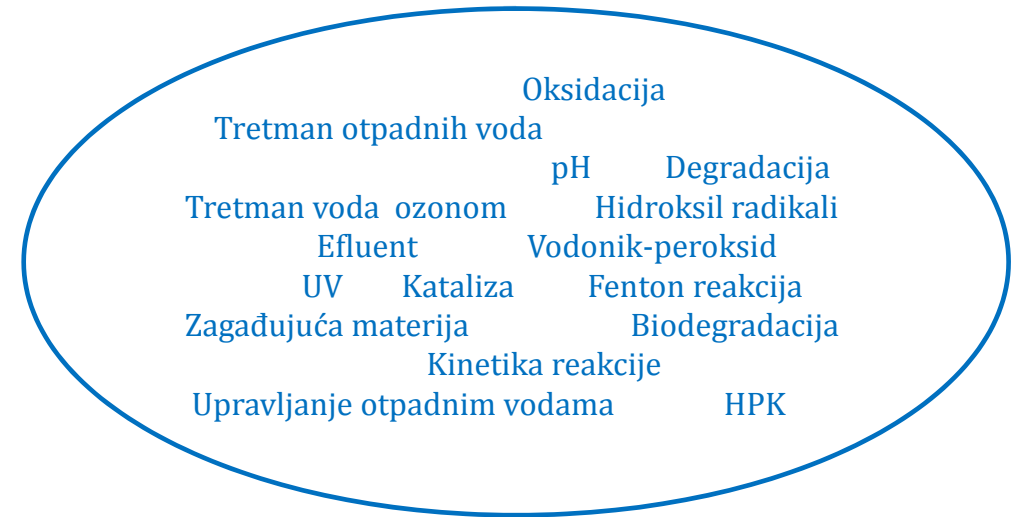 Oksidacija
Tretman otpadnih voda
pH Degradacija
Tretman voda ozonom Hidroksil radikali
Efluent Vodonik-peroksid
UV Kataliza Fenton reakcija
Zagađujuća materija Biodegradacija
Kinetika reakcije
Upravljanje otpadnim vodama HPK